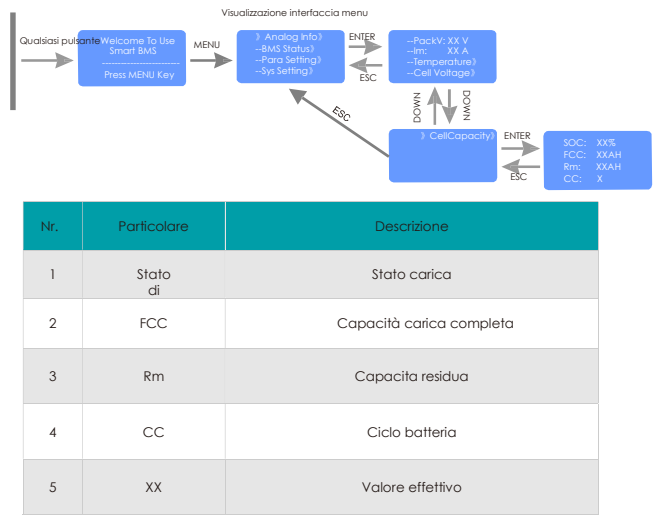 Visualizzazione interfaccia menu
Qualsiasi pulsante
Welcome To Use
Smart BMS
--------------------------
Press MENU Key
MENU
》 Analog Info》
--BMS Status》
--Para Setting》
--Sys Setting》
ENTER
ESC
--PackV: XX V
--Im: XX A
--Temperature》
--Cell Voltage》
DOWN
DOWN
ESC
》 CellCapacity》
ENTER
ESC
SOC: XX%
FCC: XXAH
Rm: XXAH
CC: X
Nr. Particolare Descrizione
1 Stato di Stato carica
2 FCC Capacità carica completa
3 Rm Capacita residua
4 CC Ciclo batteria
5 XX Valore effettivo